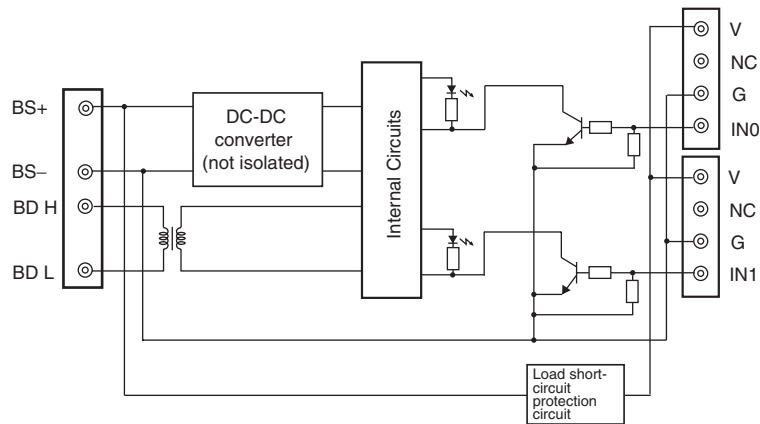 BS+
BS–
BD H
BD L
DC-DC
converter
(not isolated)
Internal Circuits
V
NC
G
IN0
V
NC
G
IN1
Load short-
circuit
protection
circuit